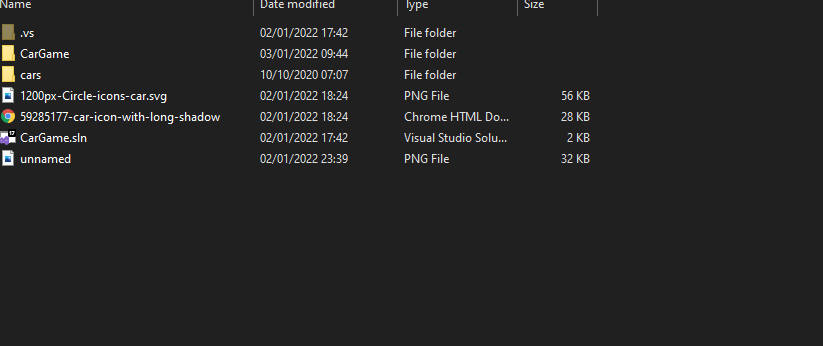 Name Date modified Type Size
.vs 02/01/2022 17:42 File folder
CarGame 03/01/2022 09:44 File folder
cars 10/10/2020 07:07 File folder
1200px-Circle-icons-car.svg 02/01/2022 18:24 PNG File 56 KB
59285177-car-icon-with-long-shadow 02/01/2022 18:24 Chrome HTML Do... 28 KB
CarGame.sln 02/01/2022 17:42 Visual Studio Solu... 2 KB
unnamed 02/01/2022 23:39 PNG File 32 KB